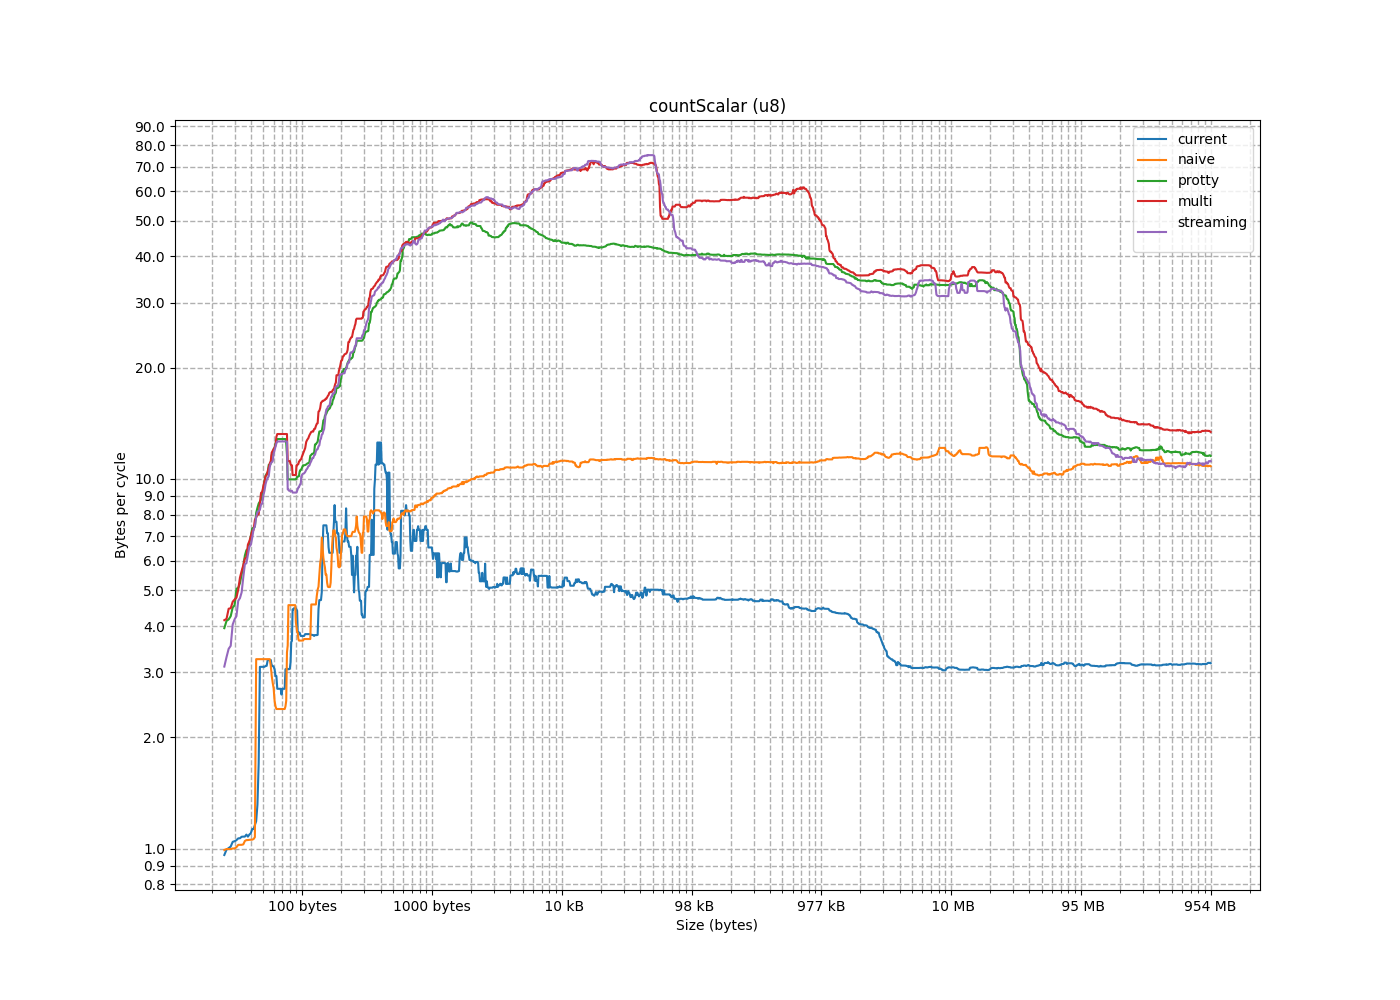 countScalar (u8)
90.0
80.0
70.0
60.0
50.0
40.0
30.0
20.0
10.0
9.0
8.0
7.0
6.0
5.0
4.0
3.0
2.0
1.0
0.9
0.8
Bytes per cycle
current
naive
protty
multi
streaming
100 bytes 1000 bytes 10 kB 98 kB 977 kB 10 MB 95 MB 954 MB
Size (bytes)